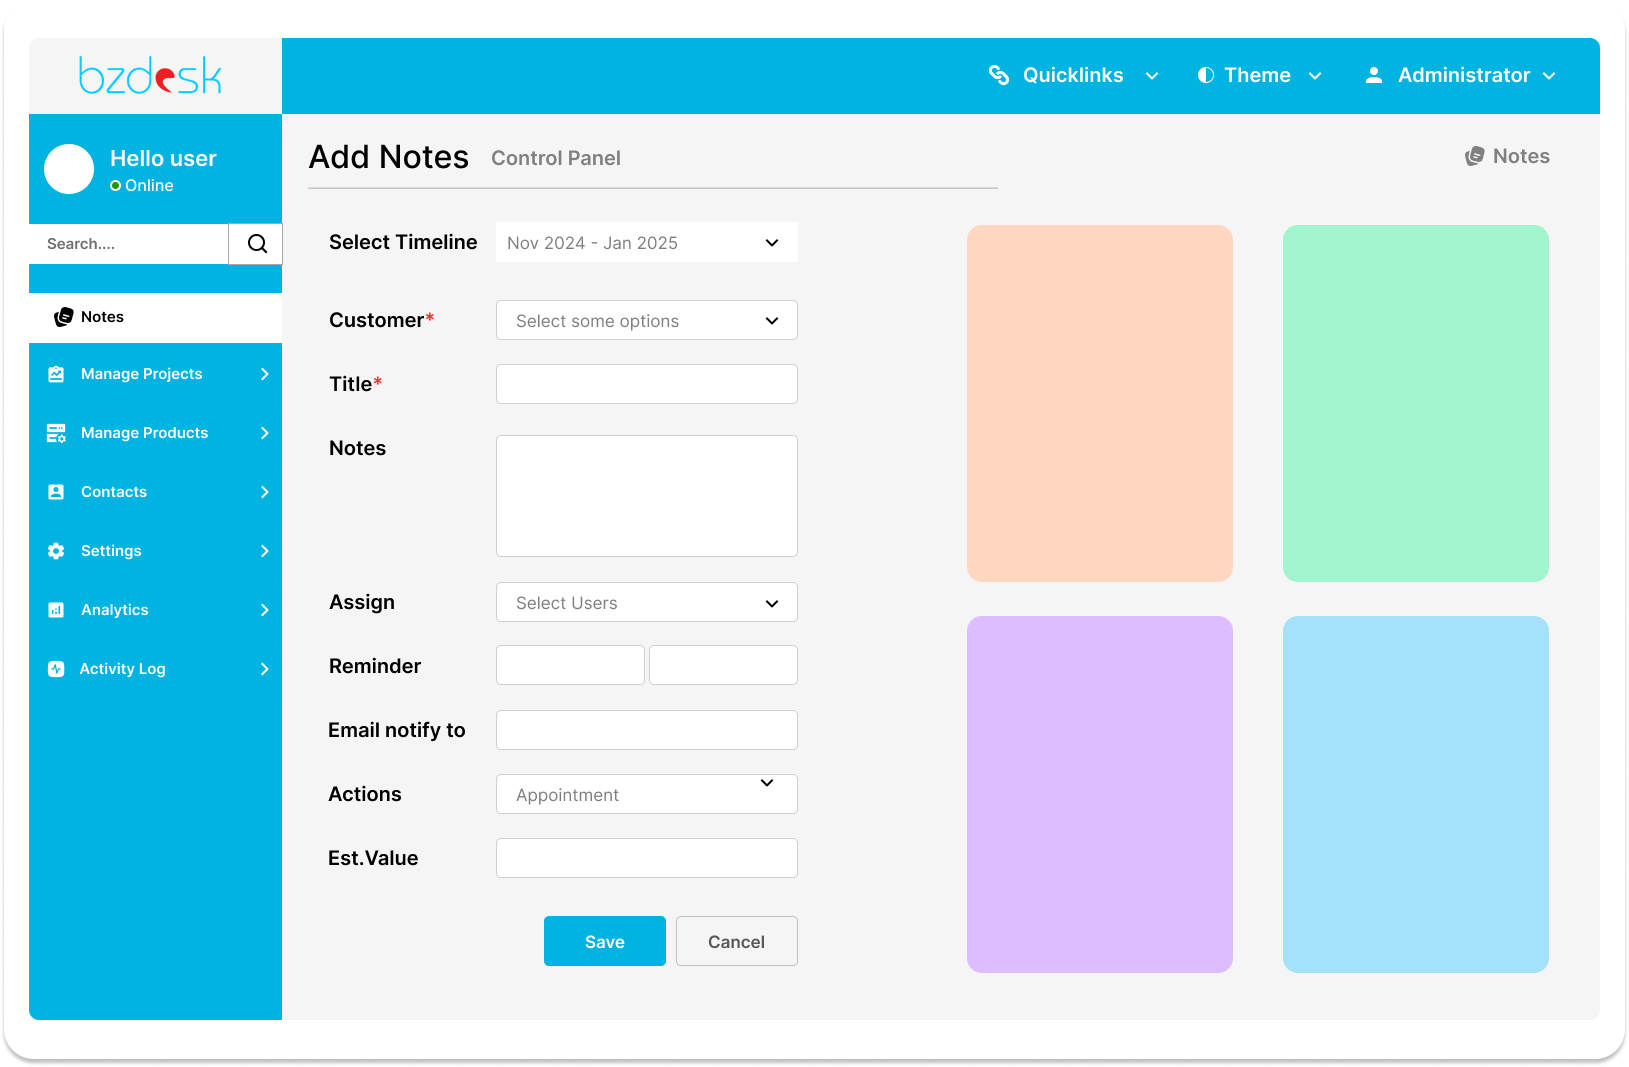 bzdesk
Quicklinks
Theme
Administrator
Hello user
Online
Search....
Notes
Manage Projects
Manage Products
Contacts
Settings
Analytics
Activity Log
Add Notes
Control Panel
Notes
Select Timeline
Nov 2024 - Jan 2025
Customer*
Select some options
Title*
Notes
Assign
Select Users
Reminder
Email notify to
Actions
Appointment
Est.Value
Save
Cancel